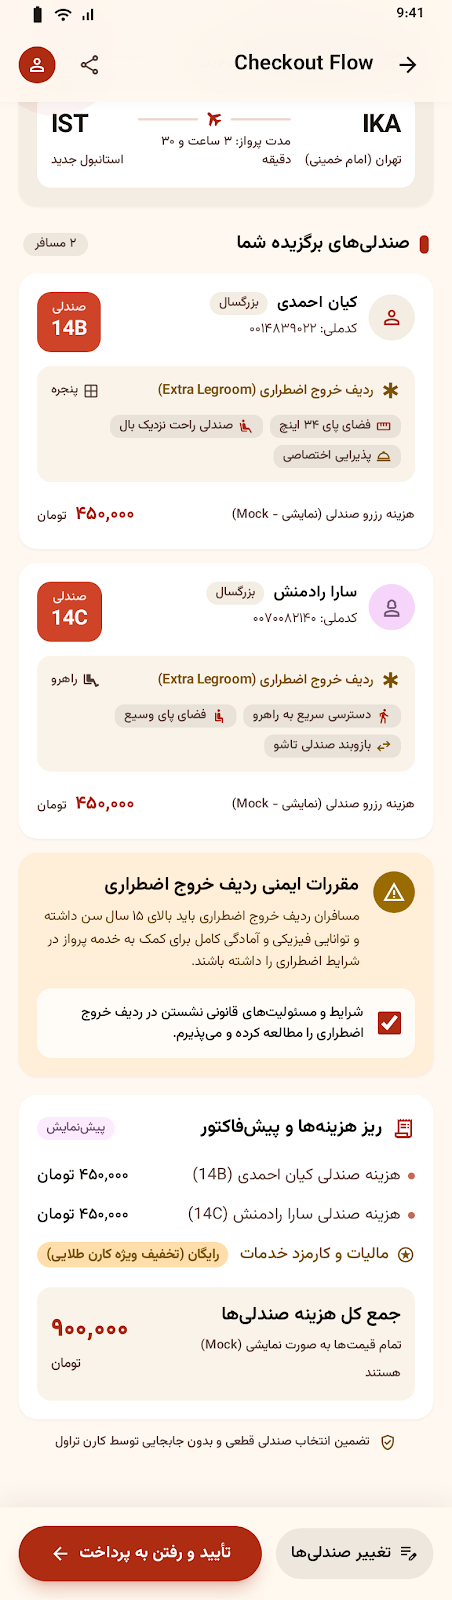 9:41
Checkout Flow
IKA
IST
تهران (امام خمینی)
مدت پرواز: ۳ ساعت و ۳۰
دقیقه
استانبول جدید
صندلی‌های برگزیده شما
۲ مسافر
کیان احمدی
بزرگسال
کدملی: ۰۰۱۴۸۳۹۰۲۲
صندلی
14B
ردیف خروج اضطراری (Extra Legroom)
پنجره
فضای پای ۳۴ اینچ
صندلی راحت نزدیک بال
پذیرایی اختصاصی
هزینه رزرو صندلی (نمایشی - Mock)
۴۵۰,۰۰۰ تومان
سارا رادمنش
بزرگسال
کدملی: ۰۰۷۰۰۸۲۱۴۰
صندلی
14C
ردیف خروج اضطراری (Extra Legroom)
راهرو
دسترسی سریع به راهرو
فضای پای وسیع
بازوبند صندلی تاشو
هزینه رزرو صندلی (نمایشی - Mock)
۴۵۰,۰۰۰ تومان
مقررات ایمنی ردیف خروج اضطراری
مسافران ردیف خروج اضطراری باید بالای ۱۵ سال سن داشته
و توانایی فیزیکی و آمادگی کامل برای کمک به خدمه پرواز در
شرایط اضطراری را داشته باشند.
شرایط و مسئولیت‌های قانونی نشستن در ردیف خروج
اضطراری را مطالعه کرده و می‌پذیرم.
ریز هزینه‌ها و پیش‌فاکتور
پیش‌نمایش
هزینه صندلی کیان احمدی (14B)
۴۵۰,۰۰۰ تومان
هزینه صندلی سارا رادمنش (14C)
۴۵۰,۰۰۰ تومان
مالیات و کارمزد خدمات
رایگان (تخفیف ویژه کارن طلایی)
جمع کل هزینه صندلی‌ها
۹۰۰,۰۰۰
تمام قیمت‌ها به صورت نمایشی (Mock)
هستند
تومان
تضمین انتخاب صندلی قطعی و بدون جابجایی توسط کارن تراول
تغییر صندلی‌ها
تأیید و رفتن به پرداخت